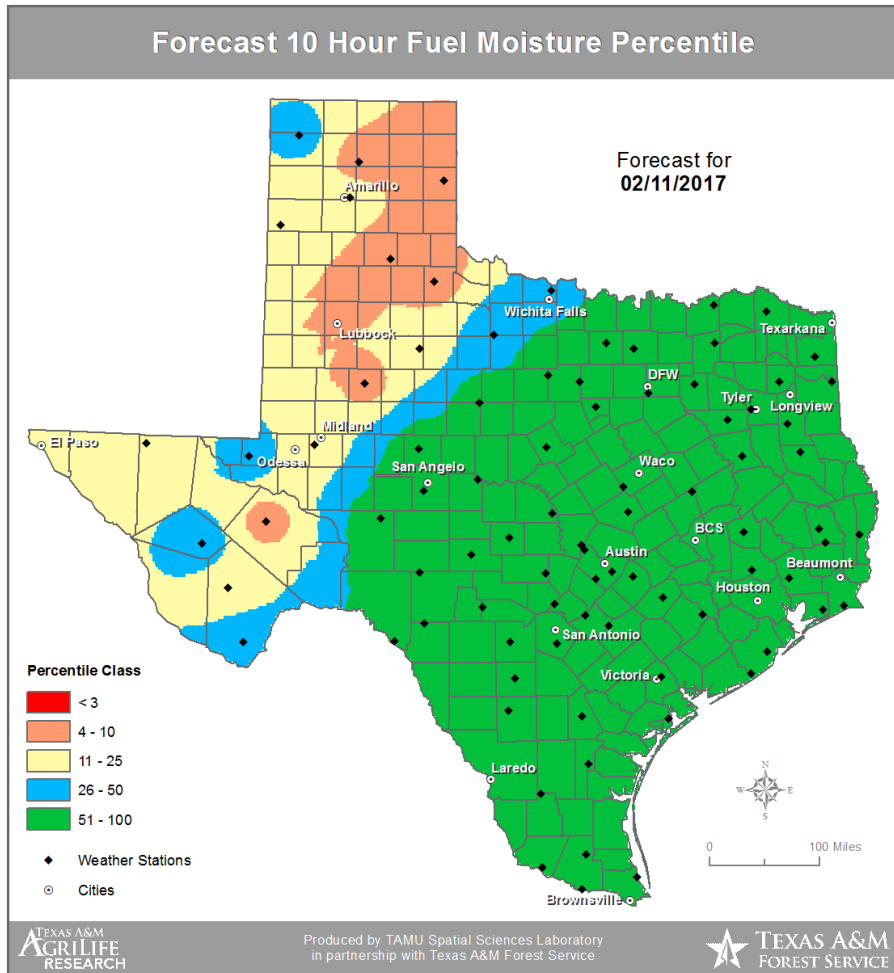 Forecast 10 Hour Fuel Moisture Percentile
Forecast for
02/11/2017
Amarillo
Lubbock
Wichita Falls
Texarkana
DFW
Tyler
Longview
El Paso
Midland
Odessa
San Angelo
Waco
BCS
Austin
Beaumont
Houston
San Antonio
Victoria
Laredo
Brownsville
Percentile Class
< 3
4 - 10
11 - 25
26 - 50
51 - 100
Weather Stations
Cities
N
W E
S
0 100 Miles
TEXAS A&M
AGRILIFE
RESEARCH
Produced by TAMU Spatial Sciences Laboratory
in partnership with Texas A&M Forest Service
TEXAS A&M
FOREST SERVICE